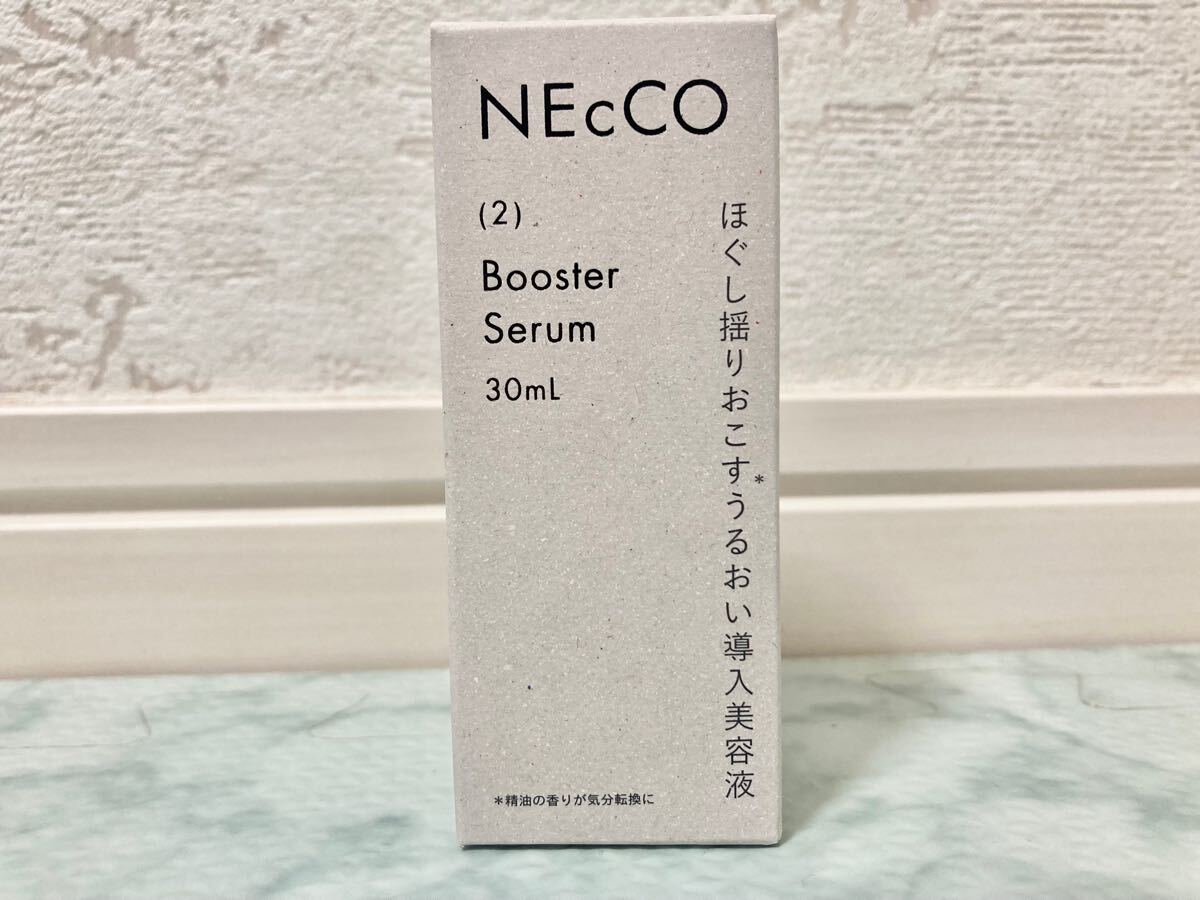 NEcCO
(2)
Booster
Serum
30mL
ほぐし揺りおこす*うるおい導入美容液
*精油の香りが気分転換に